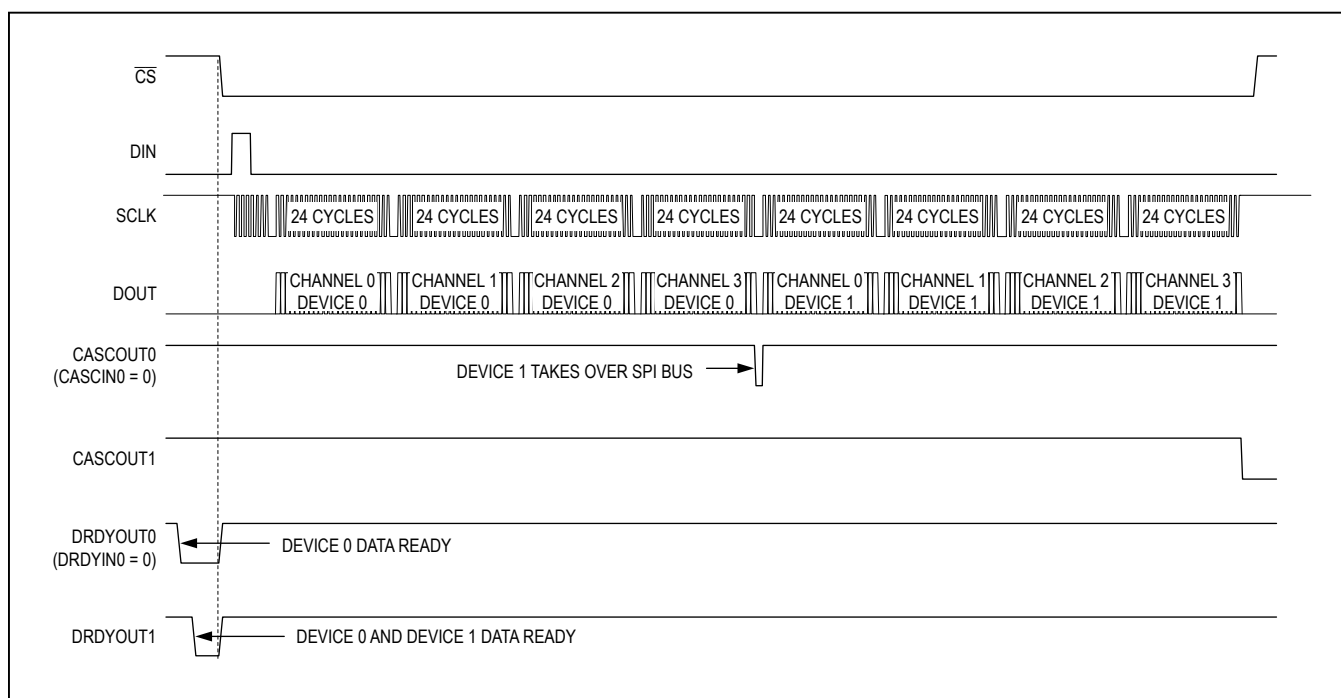 CS
DIN
SCLK
24 CYCLES 24 CYCLES 24 CYCLES 24 CYCLES 24 CYCLES 24 CYCLES 24 CYCLES 24 CYCLES
DOUT
CHANNEL 0 CHANNEL 1 CHANNEL 2 CHANNEL 3 CHANNEL 0 CHANNEL 1 CHANNEL 2 CHANNEL 3
DEVICE 0 DEVICE 0 DEVICE 0 DEVICE 0 DEVICE 1 DEVICE 1 DEVICE 1 DEVICE 1
CASCOUT0
(CASCIN0 = 0)
DEVICE 1 TAKES OVER SPI BUS
CASCOUT1
DRDYOUT0
(DRDYIN0 = 0)
DEVICE 0 DATA READY
DRDYOUT1
DEVICE 0 AND DEVICE 1 DATA READY